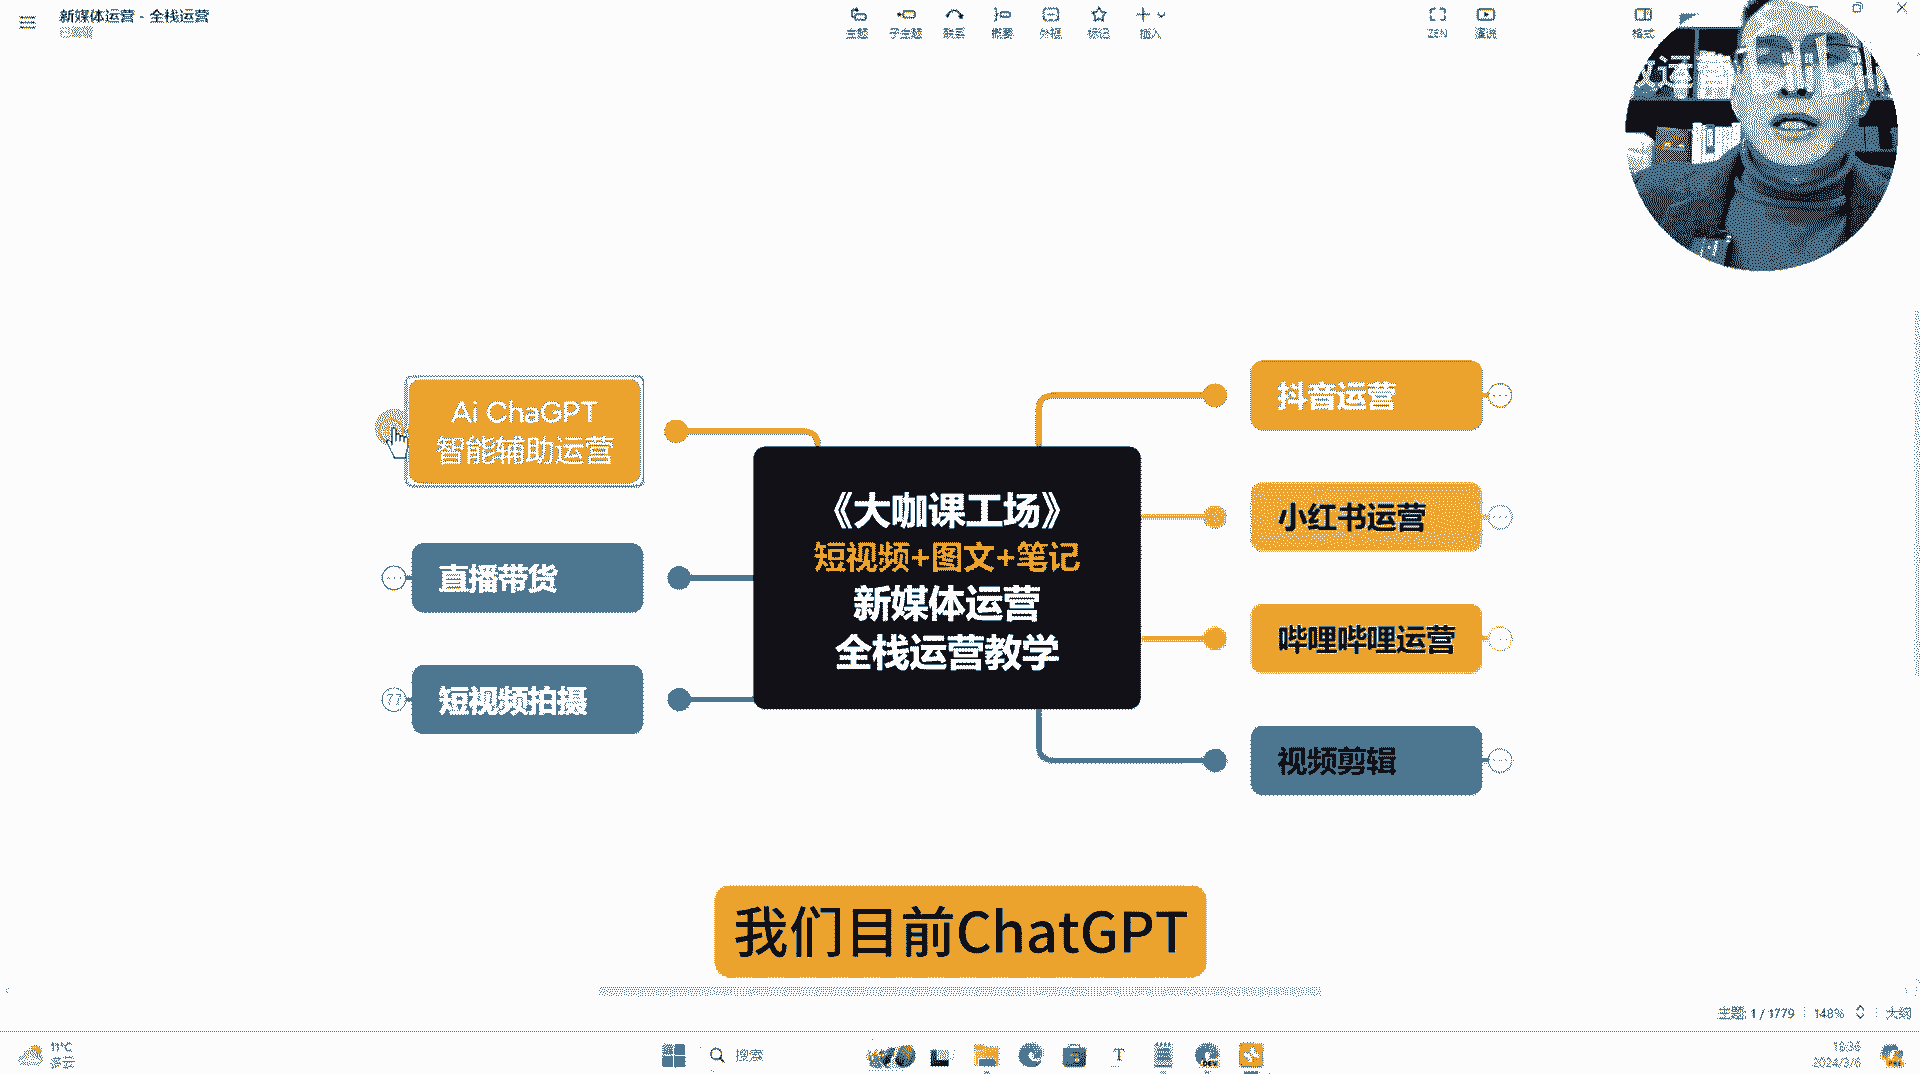 新媒体运营 - 全栈运营
已编辑
主题
子主题
联系
概要
外框
标记
插入
ZEN
演说
格式
Ai ChaGPT
智能辅助运营
直播带货
77
短视频拍摄
《大咖课工场》
短视频+图文+笔记
新媒体运营
全栈运营教学
抖音运营
小红书运营
哔哩哔哩运营
视频剪辑
我们目前ChatGPT
主题: 1 / 1779
148%
大纲
11°C
多云
搜索
2024/3/6